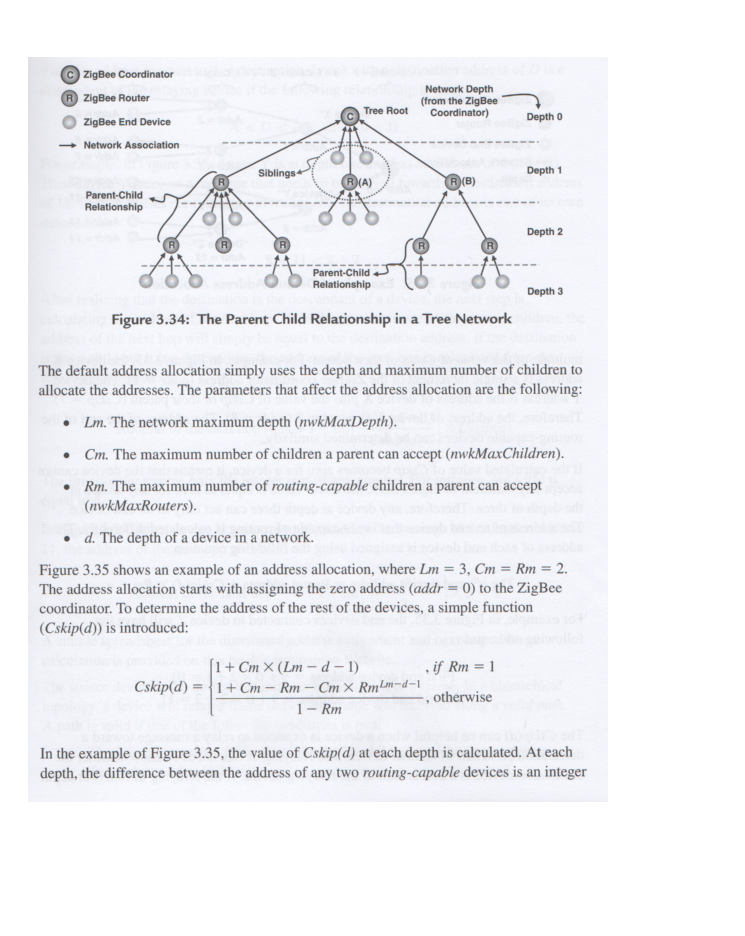 C ZigBee Coordinator
R ZigBee Router
ZigBee End Device
Network Association
Network Depth
(from the ZigBee
Coordinator)
C
Tree Root
Depth 0
Siblings
Depth 1
R
R (A)
R (B)
Parent-Child
Relationship
Depth 2
R
R
R
R
R
Parent-Child
Relationship
Depth 3
Figure 3.34: The Parent Child Relationship in a Tree Network
The default address allocation simply uses the depth and maximum number of children to
allocate the addresses. The parameters that affect the address allocation are the following:
• Lm. The network maximum depth (nwkMaxDepth).
• Cm. The maximum number of children a parent can accept (nwkMaxChildren).
• Rm. The maximum number of routing-capable children a parent can accept
(nwkMaxRouters).
• d. The depth of a device in a network.
Figure 3.35 shows an example of an address allocation, where Lm = 3, Cm = Rm = 2.
The address allocation starts with assigning the zero address (addr = 0) to the ZigBee
coordinator. To determine the address of the rest of the devices, a simple function
(Cskip(d)) is introduced:
1 + Cm × (Lm − d − 1) , if Rm = 1
Cskip(d) = 1 + Cm − Rm − Cm × Rm^Lm−d−1 , otherwise
1 − Rm
In the example of Figure 3.35, the value of Cskip(d) at each depth is calculated. At each
depth, the difference between the address of any two routing-capable devices is an integer